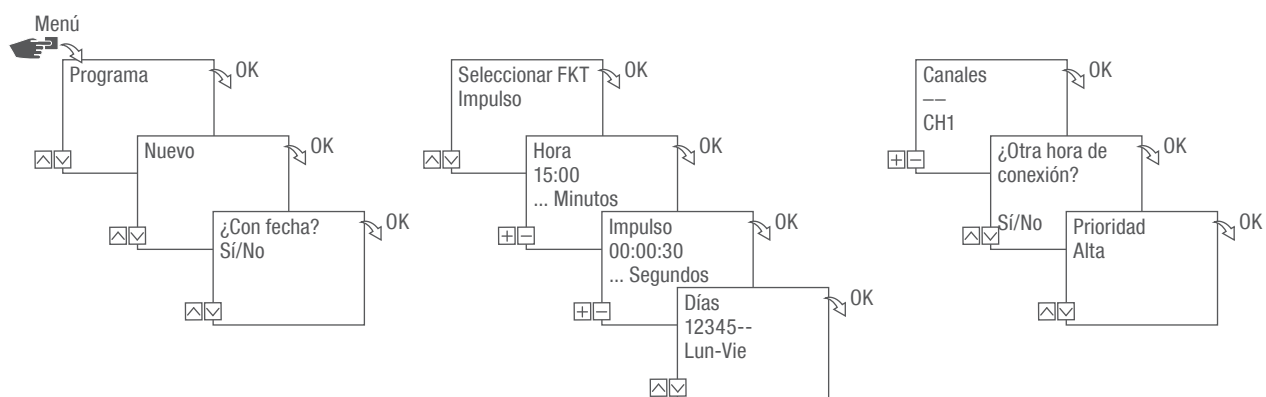 Menú
Programa
OK
Nuevo
OK
¿Con fecha?
Sí/No
OK
Seleccionar FKT
Impulso
OK
Hora
15:00
... Minutos
OK
Impulso
00:00:30
... Segundos
OK
Días
12345--
Lun-Vie
OK
Canales
––
CH1
OK
¿Otra hora de
conexión?
Sí/No
OK
Prioridad
Alta
OK